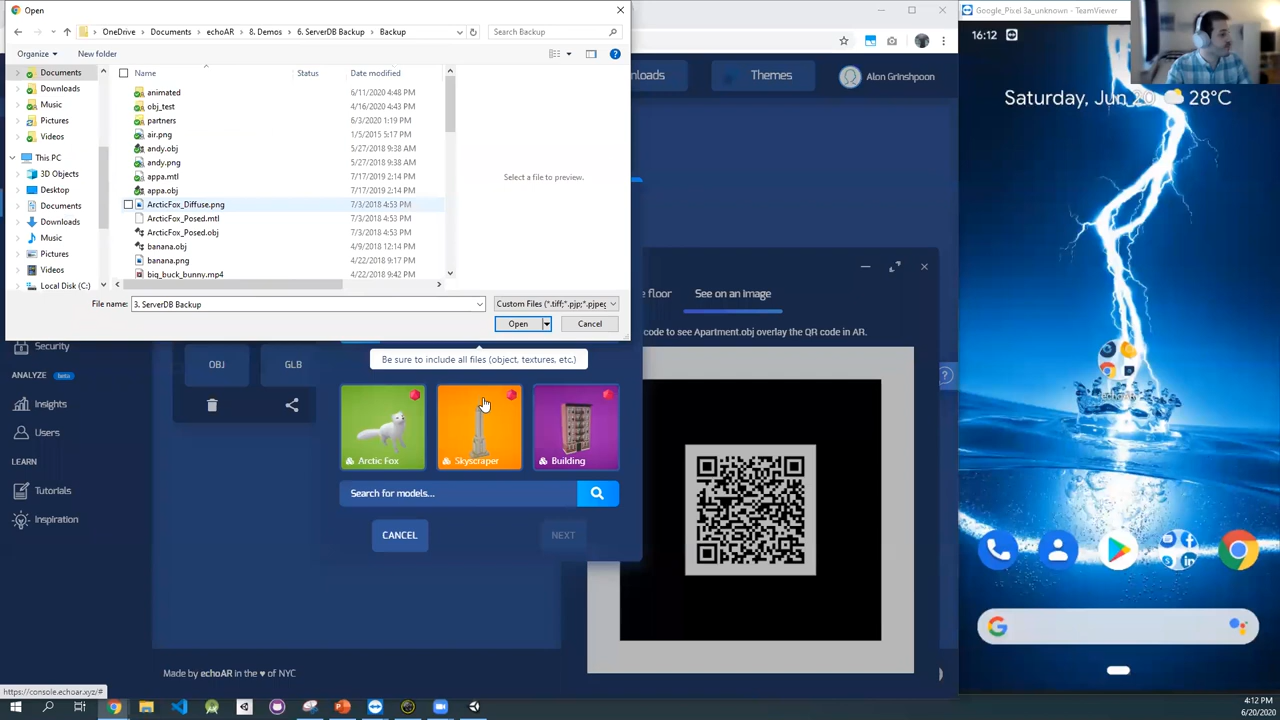 Open
OneDrive > Documents > echoAR > 8. Demos > 6. ServerDB Backup > Backup
Search Backup
Organize
New folder
Name
Status
Date modified
Documents
Downloads
Music
Pictures
Videos
This PC
3D Objects
Desktop
Documents
Downloads
Music
Pictures
Videos
Local Disk (C:)
animated 6/11/2020 4:48 PM
obj_test 4/16/2020 4:43 PM
partners 6/3/2020 1:19 PM
air.png 1/5/2015 5:17 PM
andy.obj 5/27/2018 9:38 AM
andy.png 5/27/2018 9:38 AM
appa.mtl 7/17/2019 2:14 PM
appa.obj 7/17/2019 2:14 PM
ArcticFox_Diffuse.png 7/3/2018 4:53 PM
ArcticFox_Posed.mtl 7/3/2018 4:53 PM
ArcticFox_Posed.obj 7/3/2018 4:53 PM
banana.obj 4/9/2018 12:14 PM
banana.png 4/22/2018 9:17 PM
big_buck_bunny.mp4 4/22/2018 9:42 PM
Select a file to preview.
File name: 3. ServerDB Backup
Custom Files (*.tiff;*.pjp;*.pjpeg
Open
Cancel
nloads
Themes
Alon Grinshpoon
e floor
See on an Image
code to see Apartment.obj overlay the QR code in AR.
Be sure to include all files (object, textures, etc.)
OBJ
GLB
Arctic Fox
Skyscraper
Building
Search for models...
CANCEL
NEXT
Security
ANALYZE beta
Insights
Users
LEARN
Tutorials
Inspiration
Made by echoAR in the ♥ of NYC
https://console.echoar.xyz/#
Google_Pixel 3a_unknown - TeamViewer
16:12
Saturday, Jun 20 28°C
echoAR
4:12 PM
6/20/2020